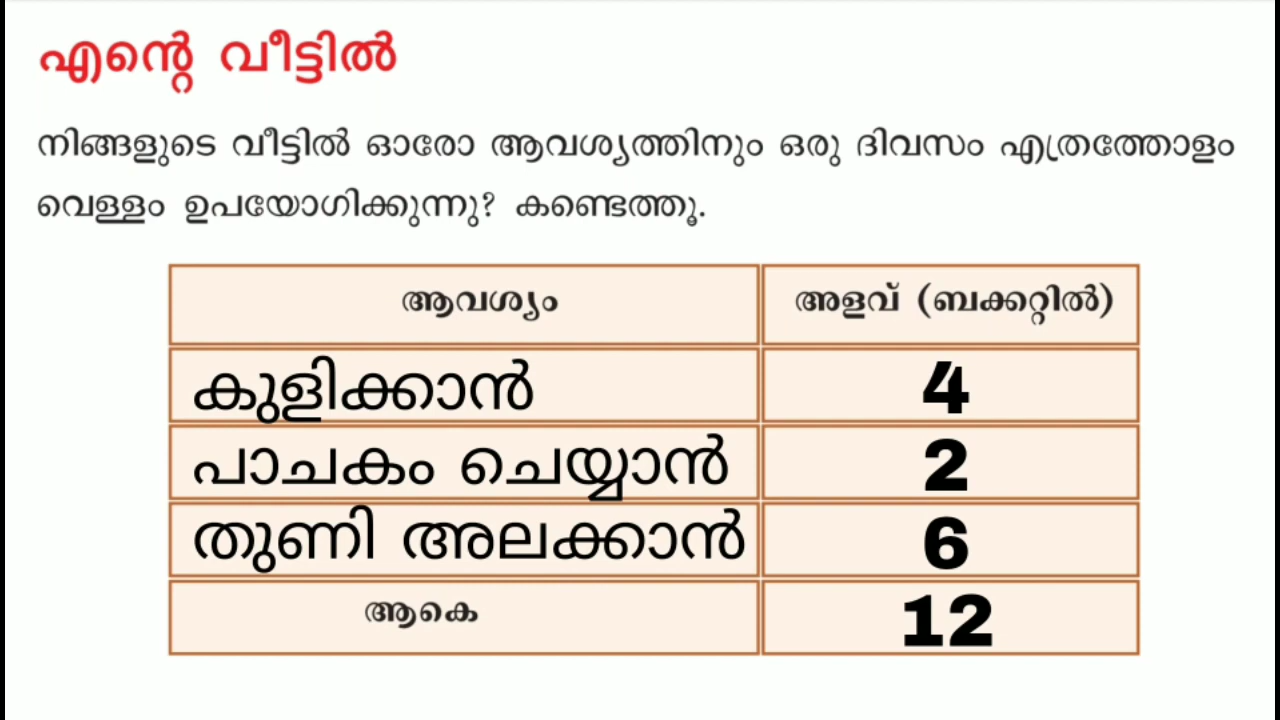 എന്റെ വീട്ടിൽ
നിങ്ങളുടെ വീട്ടിൽ ഓരോ ആവശ്യത്തിനും ഒരു ദിവസം എത്രത്തോളം
വെള്ളം ഉപയോഗിക്കുന്നു? കണ്ടെത്തൂ.
ആവശ്യം അളവ് (ബക്കറ്റിൽ)
കുളിക്കാൻ 4
പാചകം ചെയ്യാൻ 2
തുണി അലക്കാൻ 6
ആകെ 12